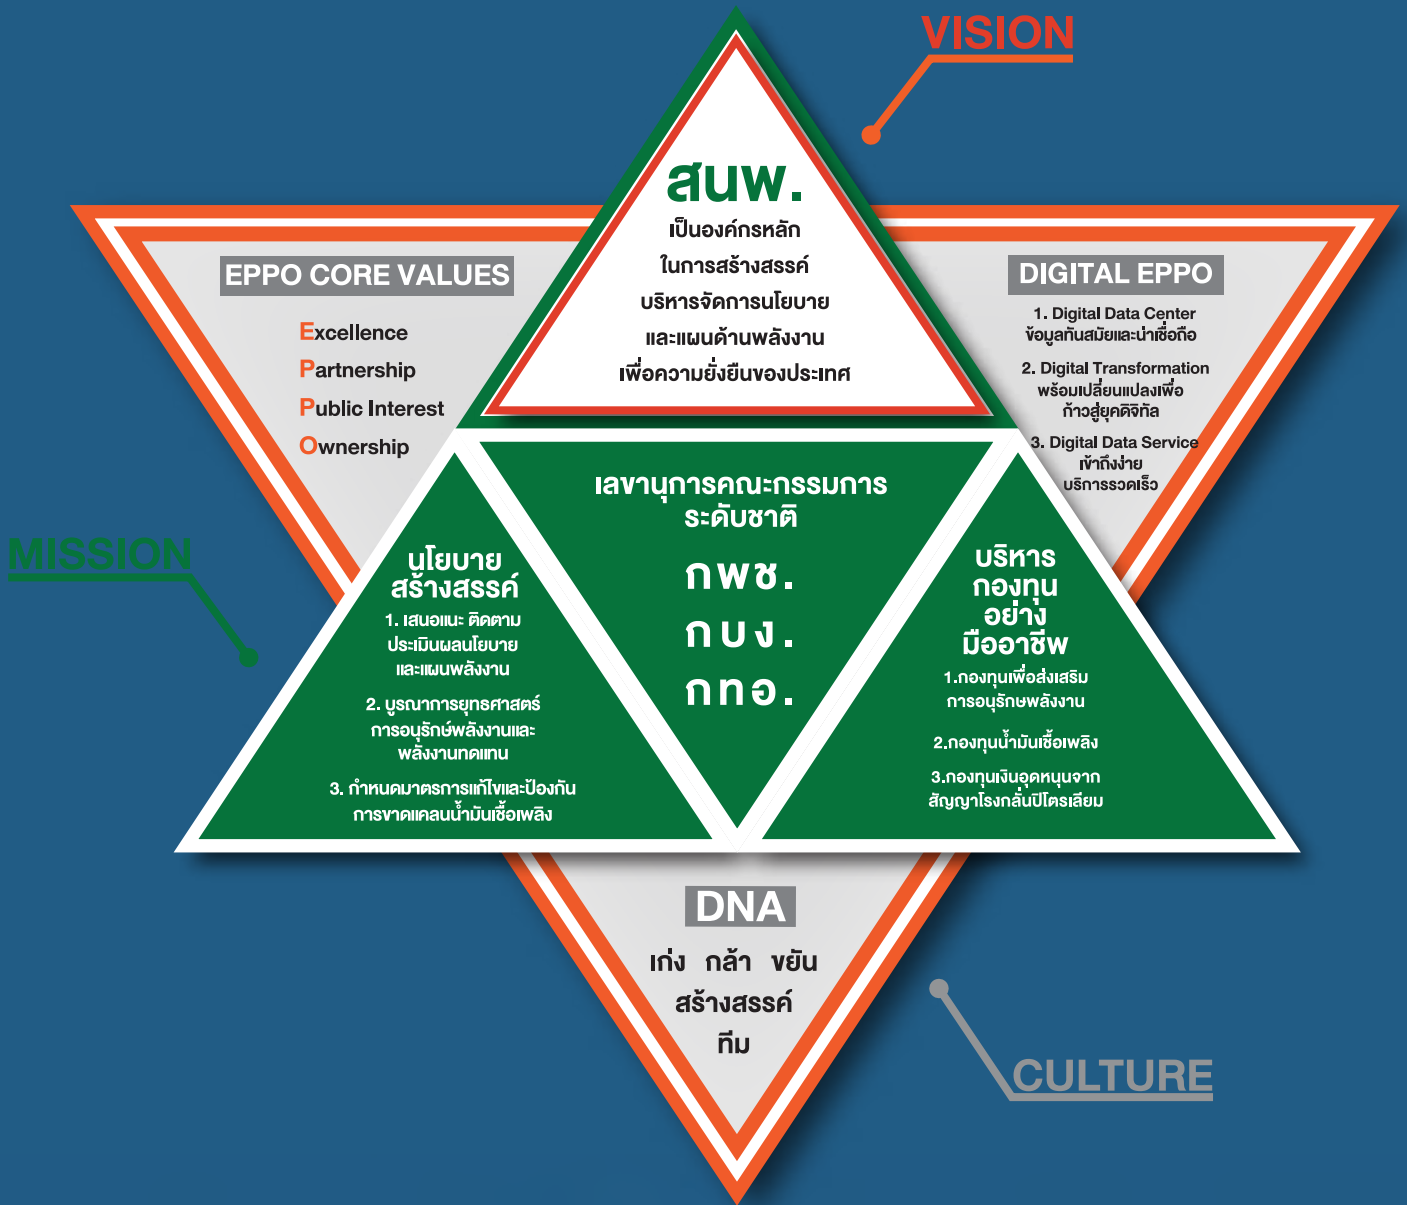 VISION
สนพ.
เป็นองค์กรหลัก
ในการสร้างสรรค์
บริหารจัดการนโยบาย
และแผนด้านพลังงาน
เพื่อความยั่งยืนของประเทศ
EPPO CORE VALUES
Excellence
Partnership
Public Interest
Ownership
DIGITAL EPPO
1. Digital Data Center
ข้อมูลทันสมัยและน่าเชื่อถือ
2. Digital Transformation
พร้อมเปลี่ยนแปลงเพื่อ
ก้าวสู่ยุคดิจิทัล
3. Digital Data Service
เข้าถึงง่าย
บริการรวดเร็ว
MISSION
นโยบาย
สร้างสรรค์
1. เสนอแนะ ติดตาม
ประเมินผลนโยบาย
และแผนพลังงาน
2. บูรณาการยุทธศาสตร์
การอนุรักษ์พลังงานและ
พลังงานทดแทน
3. กำหนดมาตรการแก้ไขและป้องกัน
การขาดแคลนน้ำมันเชื้อเพลิง
เลขานุการคณะกรรมการ
ระดับชาติ
กพช.
กบง.
กทอ.
บริหาร
กองทุน
อย่าง
มืออาชีพ
1.กองทุนเพื่อส่งเสริม
การอนุรักษพลังงาน
2.กองทุนน้ำมันเชื้อเพลิง
3.กองทุนเงินอุดหนุนจาก
สัญญาโรงกลั่นปิโตรเลียม
DNA
เก่ง กล้า ขยัน
สร้างสรรค์
ทีม
CULTURE